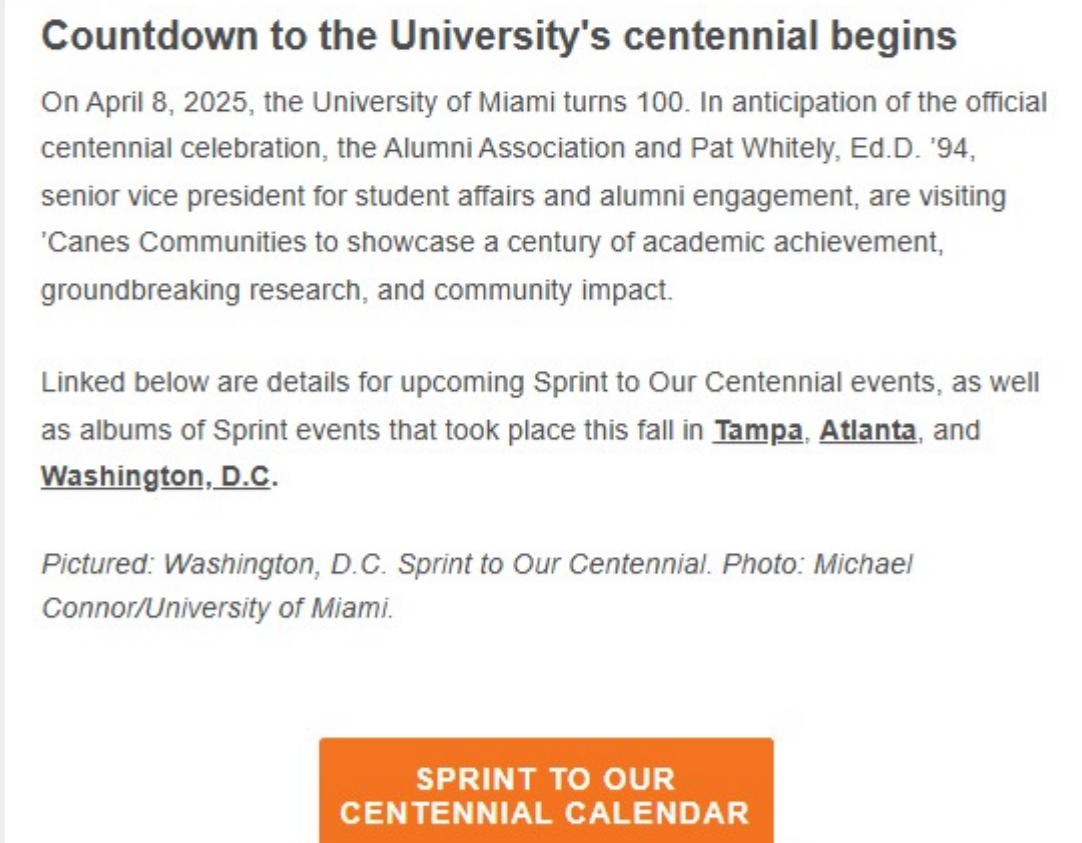 Countdown to the University's centennial begins
On April 8, 2025, the University of Miami turns 100. In anticipation of the official
centennial celebration, the Alumni Association and Pat Whitely, Ed.D. ’94,
senior vice president for student affairs and alumni engagement, are visiting
’Canes Communities to showcase a century of academic achievement,
groundbreaking research, and community impact.
Linked below are details for upcoming Sprint to Our Centennial events, as well
as albums of Sprint events that took place this fall in Tampa, Atlanta, and
Washington, D.C.
Pictured: Washington, D.C. Sprint to Our Centennial. Photo: Michael
Connor/University of Miami.
SPRINT TO OUR
CENTENNIAL CALENDAR